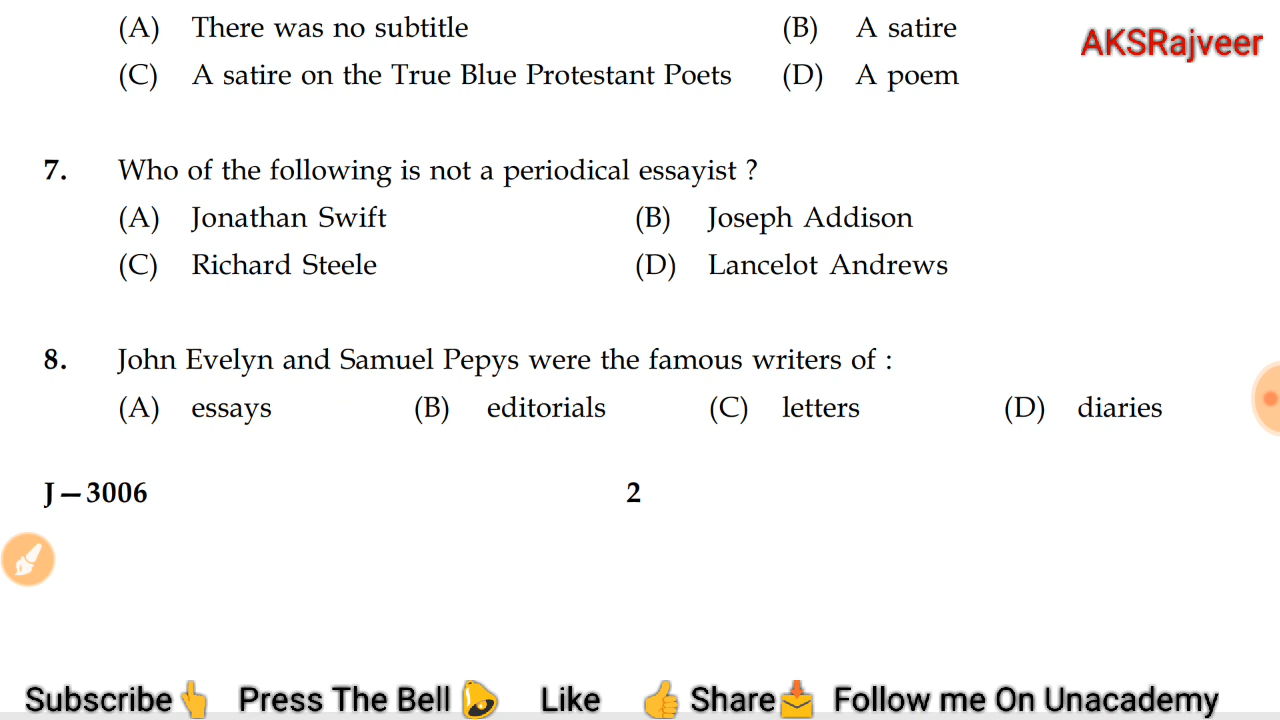 (A) There was no subtitle (B) A satire
AKSRajveer
(C) A satire on the True Blue Protestant Poets (D) A poem
7. Who of the following is not a periodical essayist ?
(A) Jonathan Swift (B) Joseph Addison
(C) Richard Steele (D) Lancelot Andrews
8. John Evelyn and Samuel Pepys were the famous writers of :
(A) essays (B) editorials (C) letters (D) diaries
J – 3006 2
Subscribe Press The Bell Like Share Follow me On Unacademy